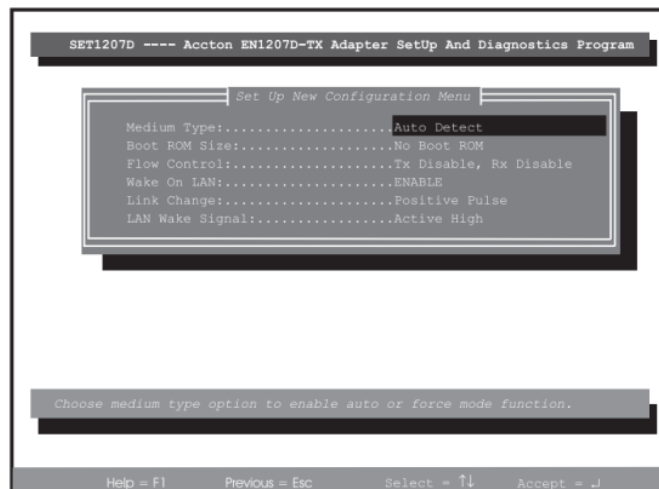 SET1207D ---- Accton EN1207D-TX Adapter SetUp And Diagnostics Program
Set Up New Configuration Menu
Medium Type:.....................Auto Detect
Boot ROM Size:...................No Boot ROM
Flow Control:....................Tx Disable, Rx Disable
Wake On LAN:.....................ENABLE
Link Change:.....................Positive Pulse
LAN Wake Signal:.................Active High
Choose medium type option to enable auto or force mode function.
Help = F1 Previous = Esc Select = ↑↓ Accept = ↵